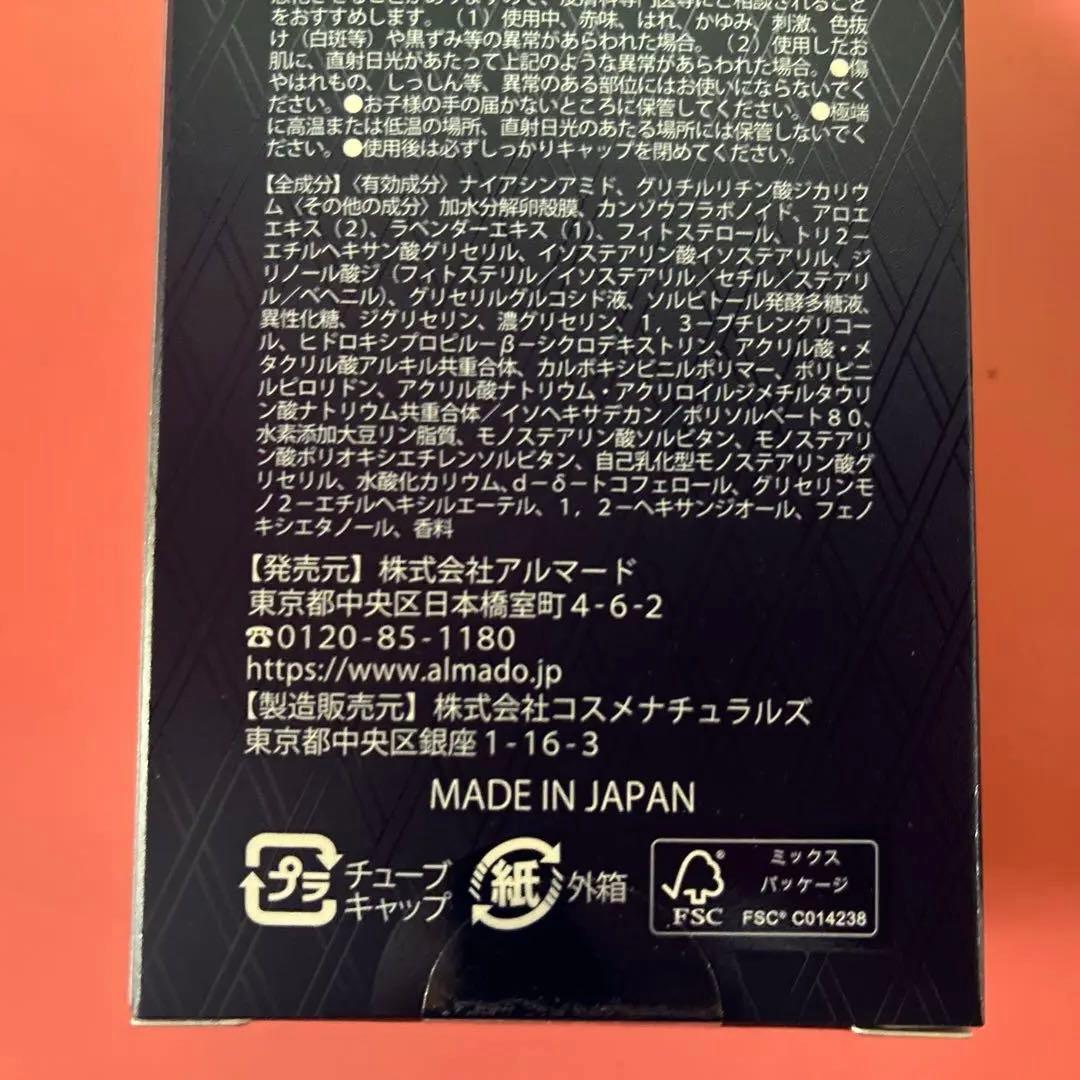 をおすすめします。（１）使用中、赤味、はれ、かゆみ、刺激、色抜
け（白斑等）や黒ずみ等の異常があらわれた場合。（２）使用したお
肌に、直射日光があたって上記のような異常があらわれた場合。●傷
やはれもの、しっしん等、異常のある部位にはお使いにならないでく
ださい。●お子様の手の届かないところに保管してください。●極端
に高温または低温の場所、直射日光のあたる場所には保管しないでく
ださい。●使用後は必ずしっかりキャップを閉めてください。
【全成分】〈有効成分〉ナイアシンアミド、グリチルリチン酸ジカリウ
ム〈その他の成分〉加水分解卵殻膜、カンゾウフラボノイド、アロエ
エキス（２）、ラベンダーエキス（１）、フィトステロール、トリ２－
エチルヘキサン酸グリセリル、イソステアリン酸イソステアリル、ジ
リノール酸ジ（フィトステリル／イソステアリル／セチル／ステアリ
ル／ベヘニル）、グリセリルグルコシド液、ソルビトール発酵多糖液、
異性化糖、ジグリセリン、濃グリセリン、１，３－ブチレングリコー
ル、ヒドロキシプロピル－β－シクロデキストリン、アクリル酸・メ
タクリル酸アルキル共重合体、カルボキシビニルポリマー、ポリビニ
ルピロリドン、アクリル酸ナトリウム・アクリロイルジメチルタウリ
ン酸ナトリウム共重合体／イソヘキサデカン／ポリソルベート８０、
水素添加大豆リン脂質、モノステアリン酸ソルビタン、モノステアリ
ン酸ポリオキシエチレンソルビタン、自己乳化型モノステアリン酸グ
リセリル、水酸化カリウム、ｄ－δ－トコフェロール、グリセリンモ
ノ２－エチルヘキシルエーテル、１，２－ヘキサンジオール、フェノ
キシエタノール、香料
【発売元】株式会社アルマード
東京都中央区日本橋室町4-6-2
☎0120-85-1180
https://www.almado.jp
【製造販売元】株式会社コスメナチュラルズ
東京都中央区銀座1-16-3
MADE IN JAPAN
プラ チューブ
キャップ
紙 外箱
ミックス
パッケージ
FSC® FSC® C014238